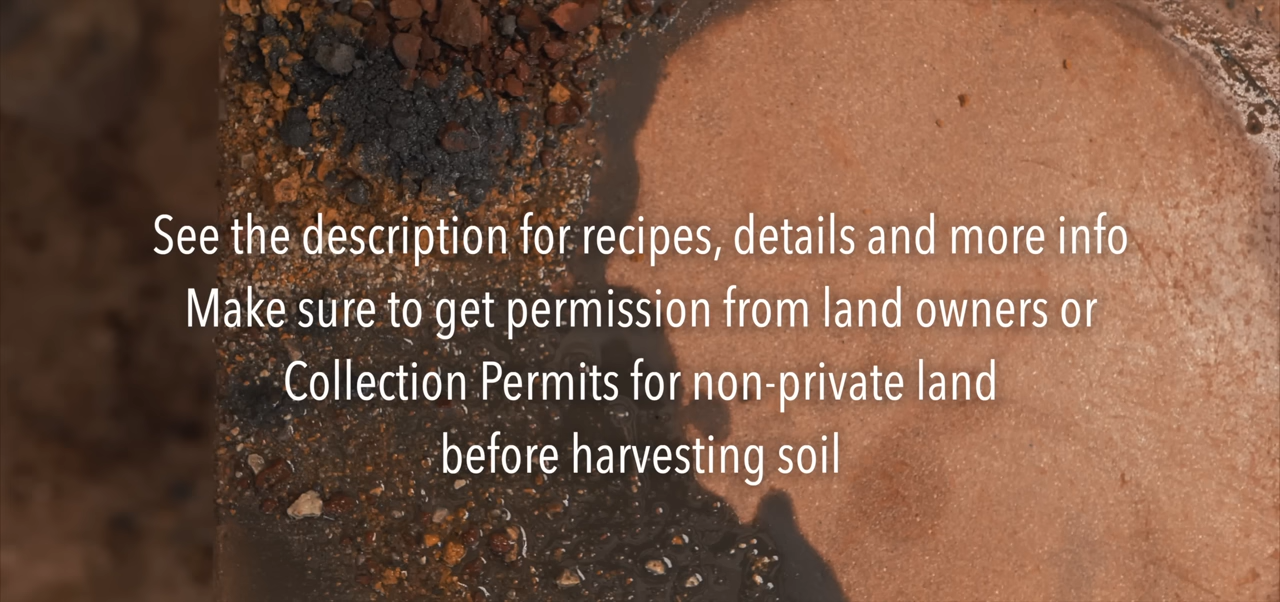 See the description for recipes, details and more info
Make sure to get permission from land owners or
Collection Permits for non-private land
before harvesting soil